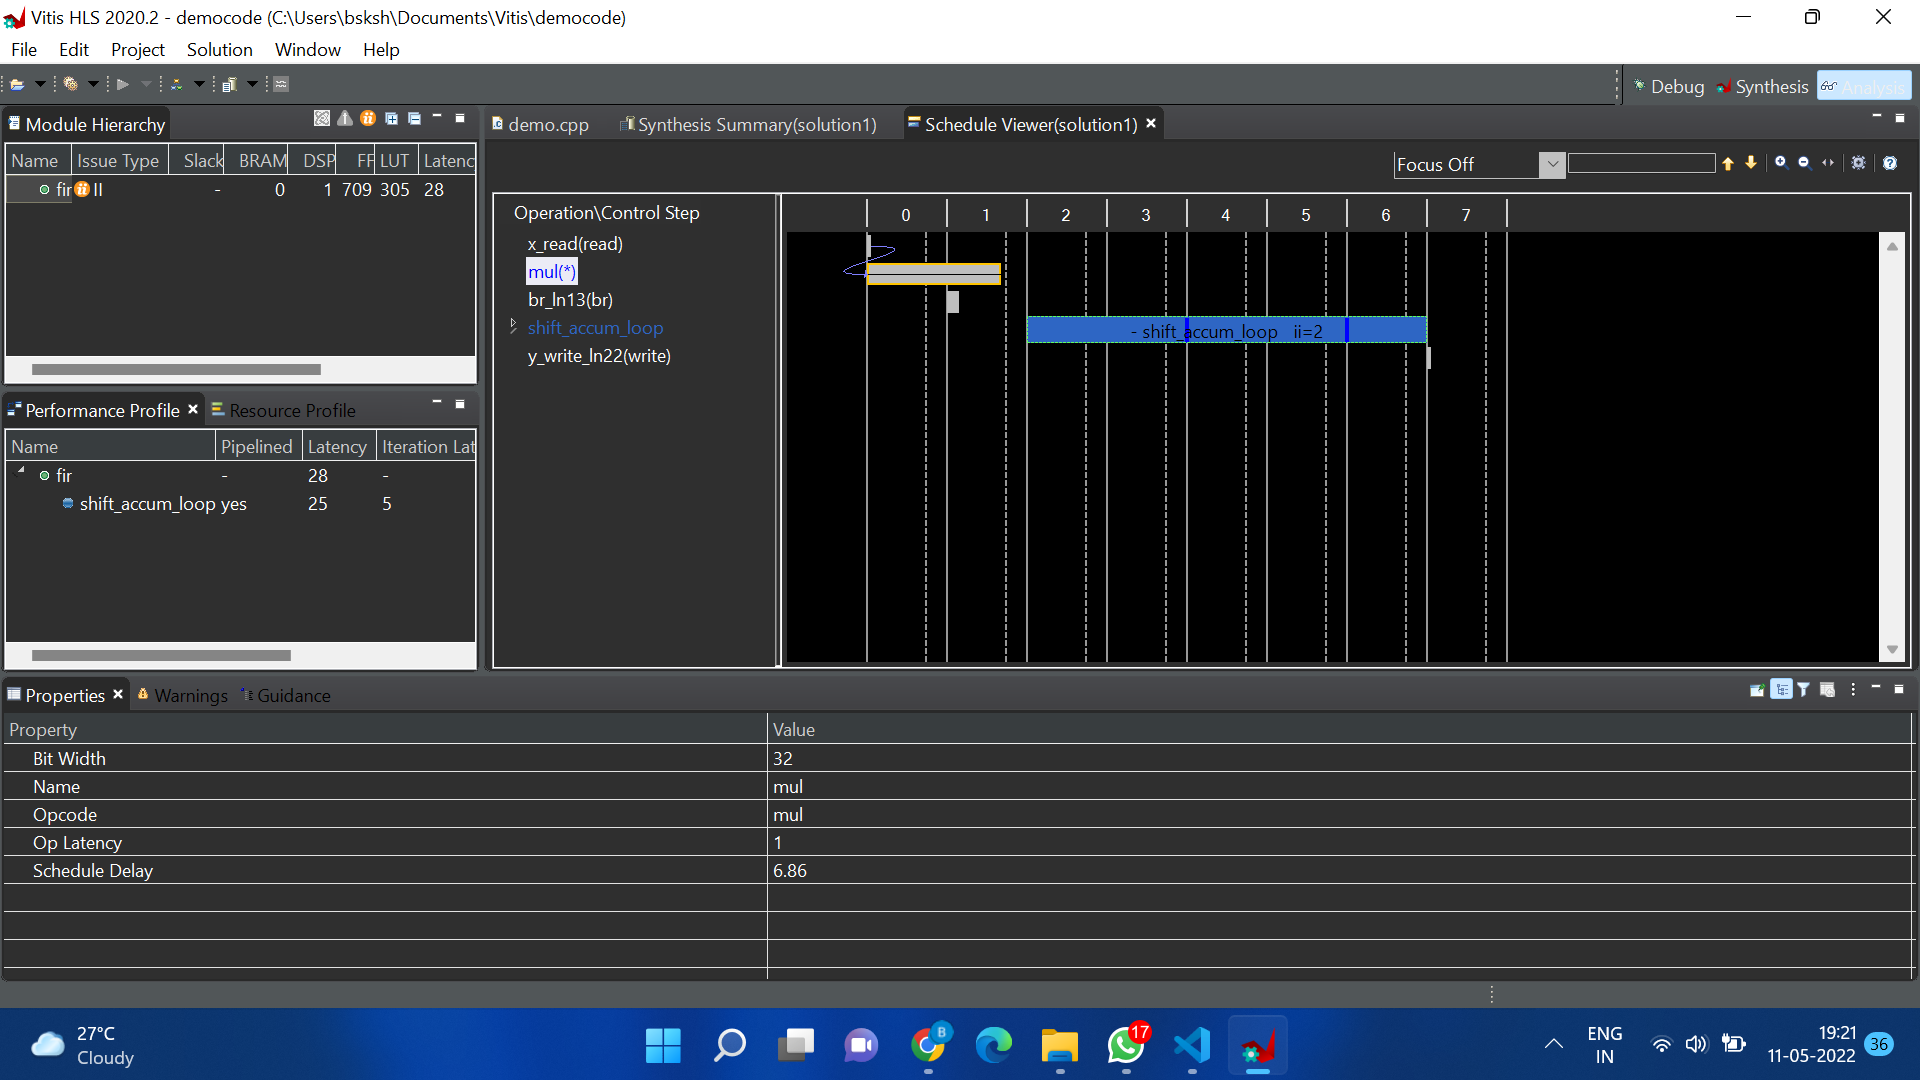 Vitis HLS 2020.2 - democode (C:\Users\bsksh\Documents\Vitis\democode)
File Edit Project Solution Window Help
Debug Synthesis Analysis
Module Hierarchy
Name Issue Type Slack BRAM DSP FF LUT Latenc
fir II - 0 1 709 305 28
demo.cpp Synthesis Summary(solution1) Schedule Viewer(solution1)
Focus Off
Operation\Control Step 0 1 2 3 4 5 6 7
x_read(read)
mul(*)
br_ln13(br)
shift_accum_loop - shift_accum_loop ii=2
y_write_ln22(write)
Performance Profile Resource Profile
Name Pipelined Latency Iteration Lat
fir - 28 -
shift_accum_loop yes 25 5
Properties Warnings Guidance
Property Value
Bit Width 32
Name mul
Opcode mul
Op Latency 1
Schedule Delay 6.86
27°C
Cloudy
B
17
ENG
IN
19:21
11-05-2022
36